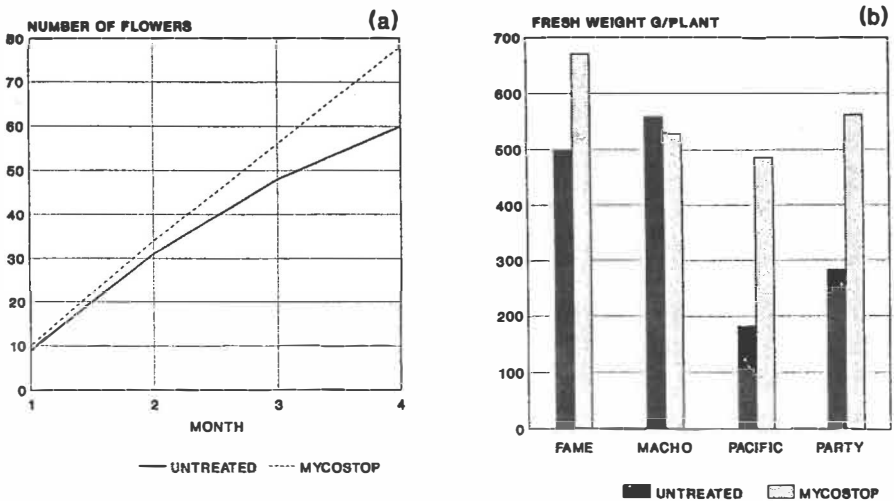 (a)
NUMBER OF FLOWERS
80
70
60
50
40
30
20
10
0
1 2 3 4
MONTH
UNTREATED MYCOSTOP
(b)
FRESH WEIGHT G/PLANT
700
600
500
400
300
200
100
0
FAME MACHO PACIFIC PARTY
UNTREATED MYCOSTOP